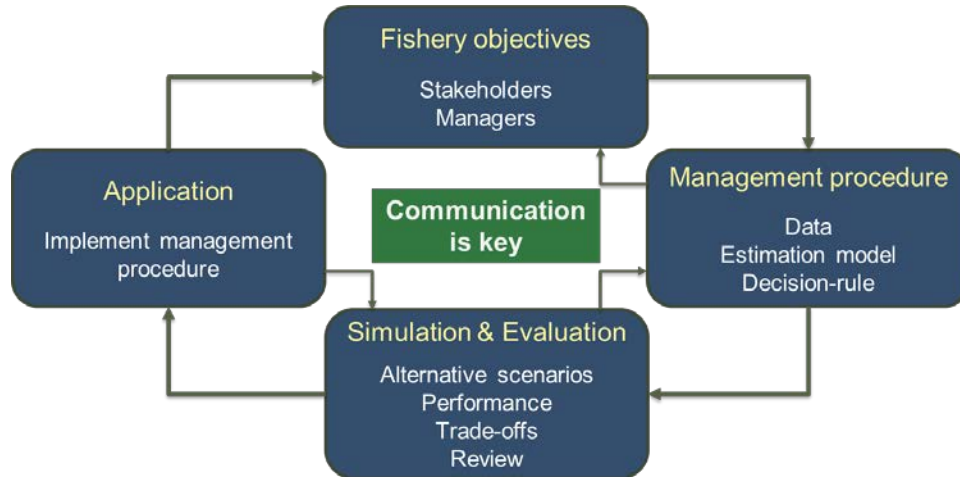 Fishery objectives
Stakeholders
Managers
Application
Implement management
procedure
Communication
is key
Management procedure
Data
Estimation model
Decision-rule
Simulation & Evaluation
Alternative scenarios
Performance
Trade-offs
Review